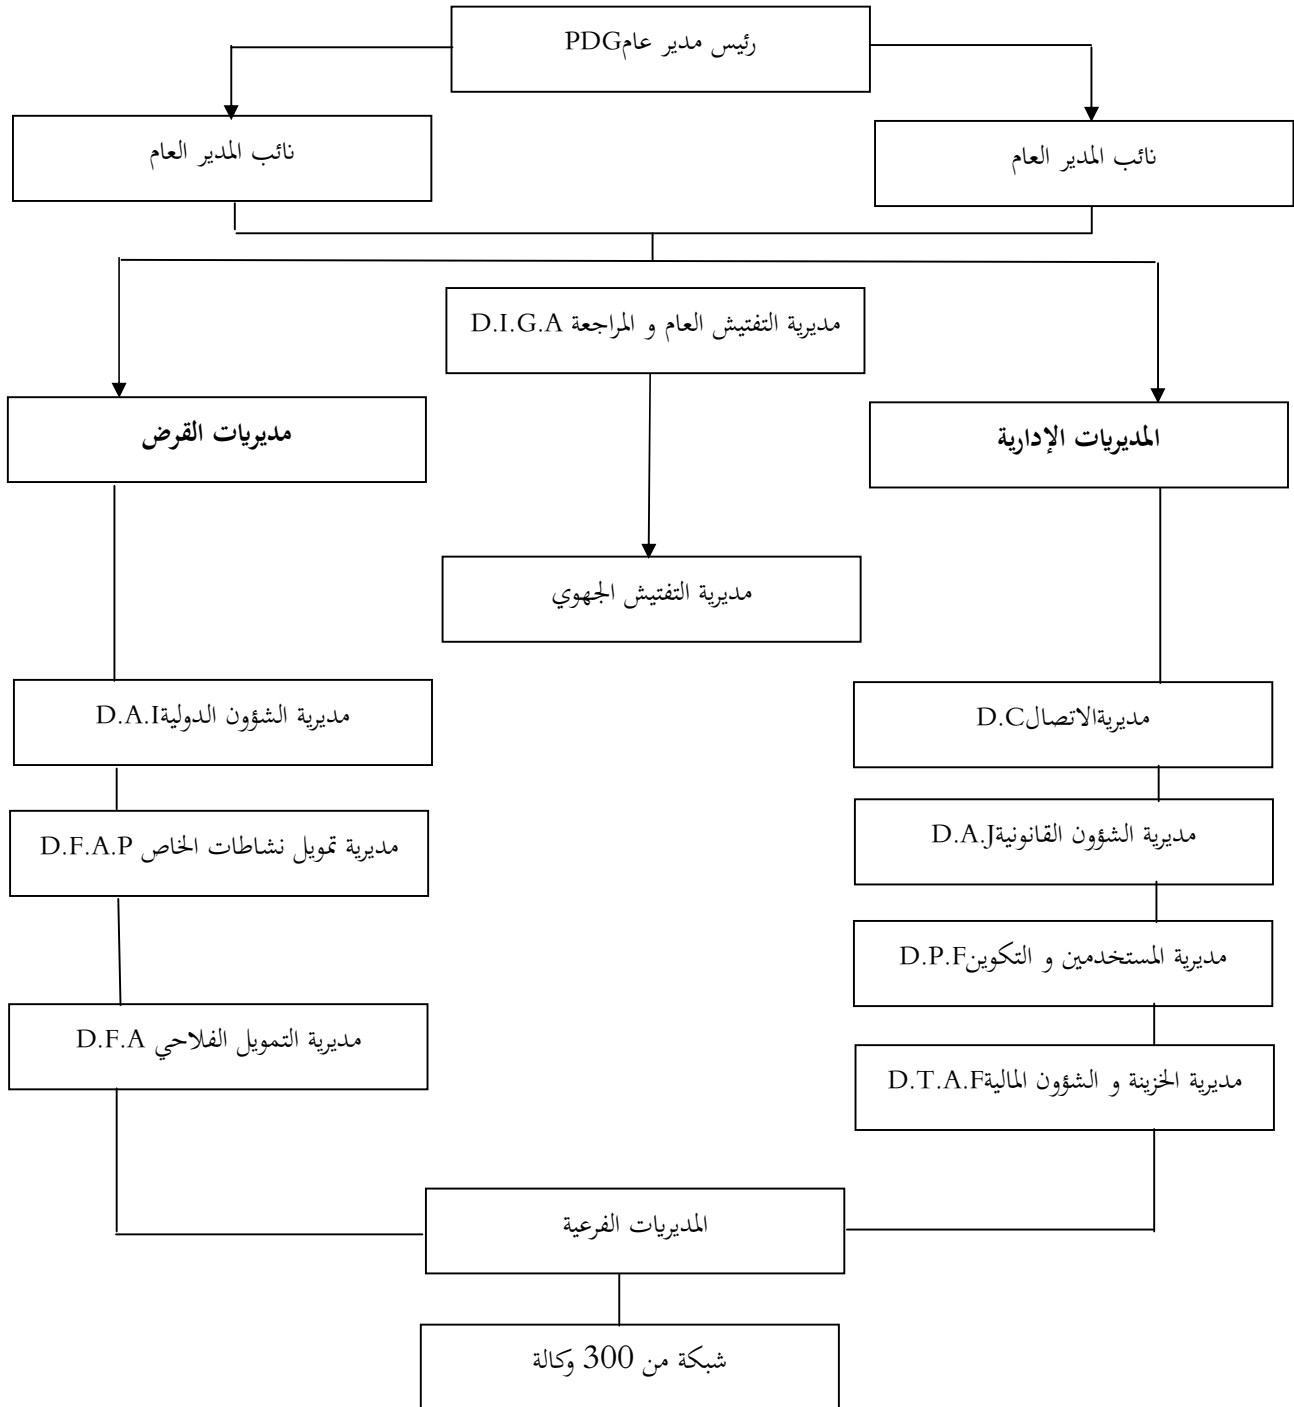 رئيس مدير عامPDG
نائب المدير العام
نائب المدير العام
مديرية التفتيش العام و المراجعة D.I.G.A
المديريات الإدارية
مديريات القرض
مديرية التفتيش الجهوي
مديريةالاتصالD.C
مديرية الشؤون الدوليةD.A.I
مديرية الشؤون القانونيةD.A.J
مديرية تمويل نشاطات الخاص D.F.A.P
مديرية المستخدمين و التكوينD.P.F
مديرية التمويل الفلاحي D.F.A
مديرية الخزينة و الشؤون الماليةD.T.A.F
المديريات الفرعية
شبكة من 300 وكالة